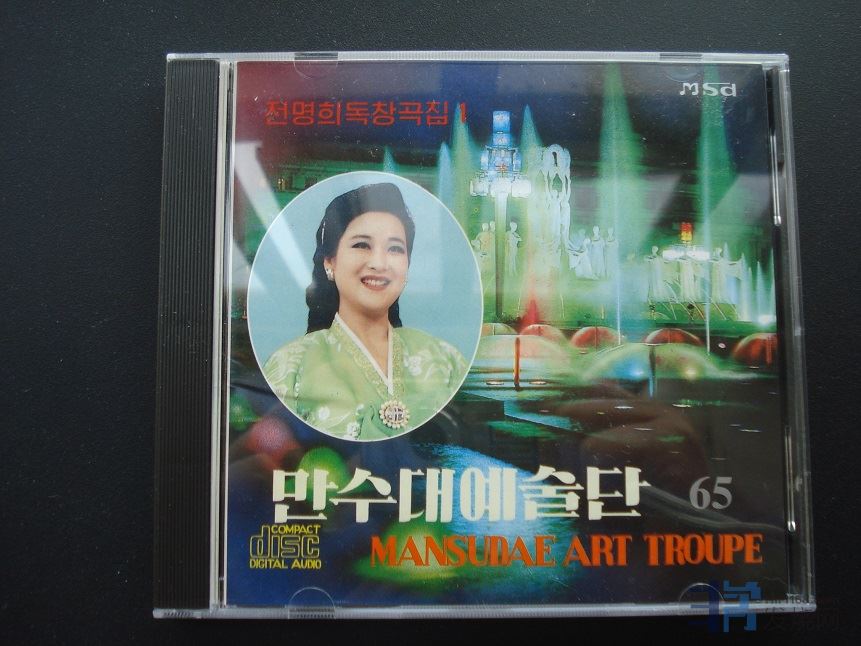 msd
전명희독창곡집 1
만수대예술단 65
COMPACT
disc
DIGITAL AUDIO
MANSUDAE ART TROUPE